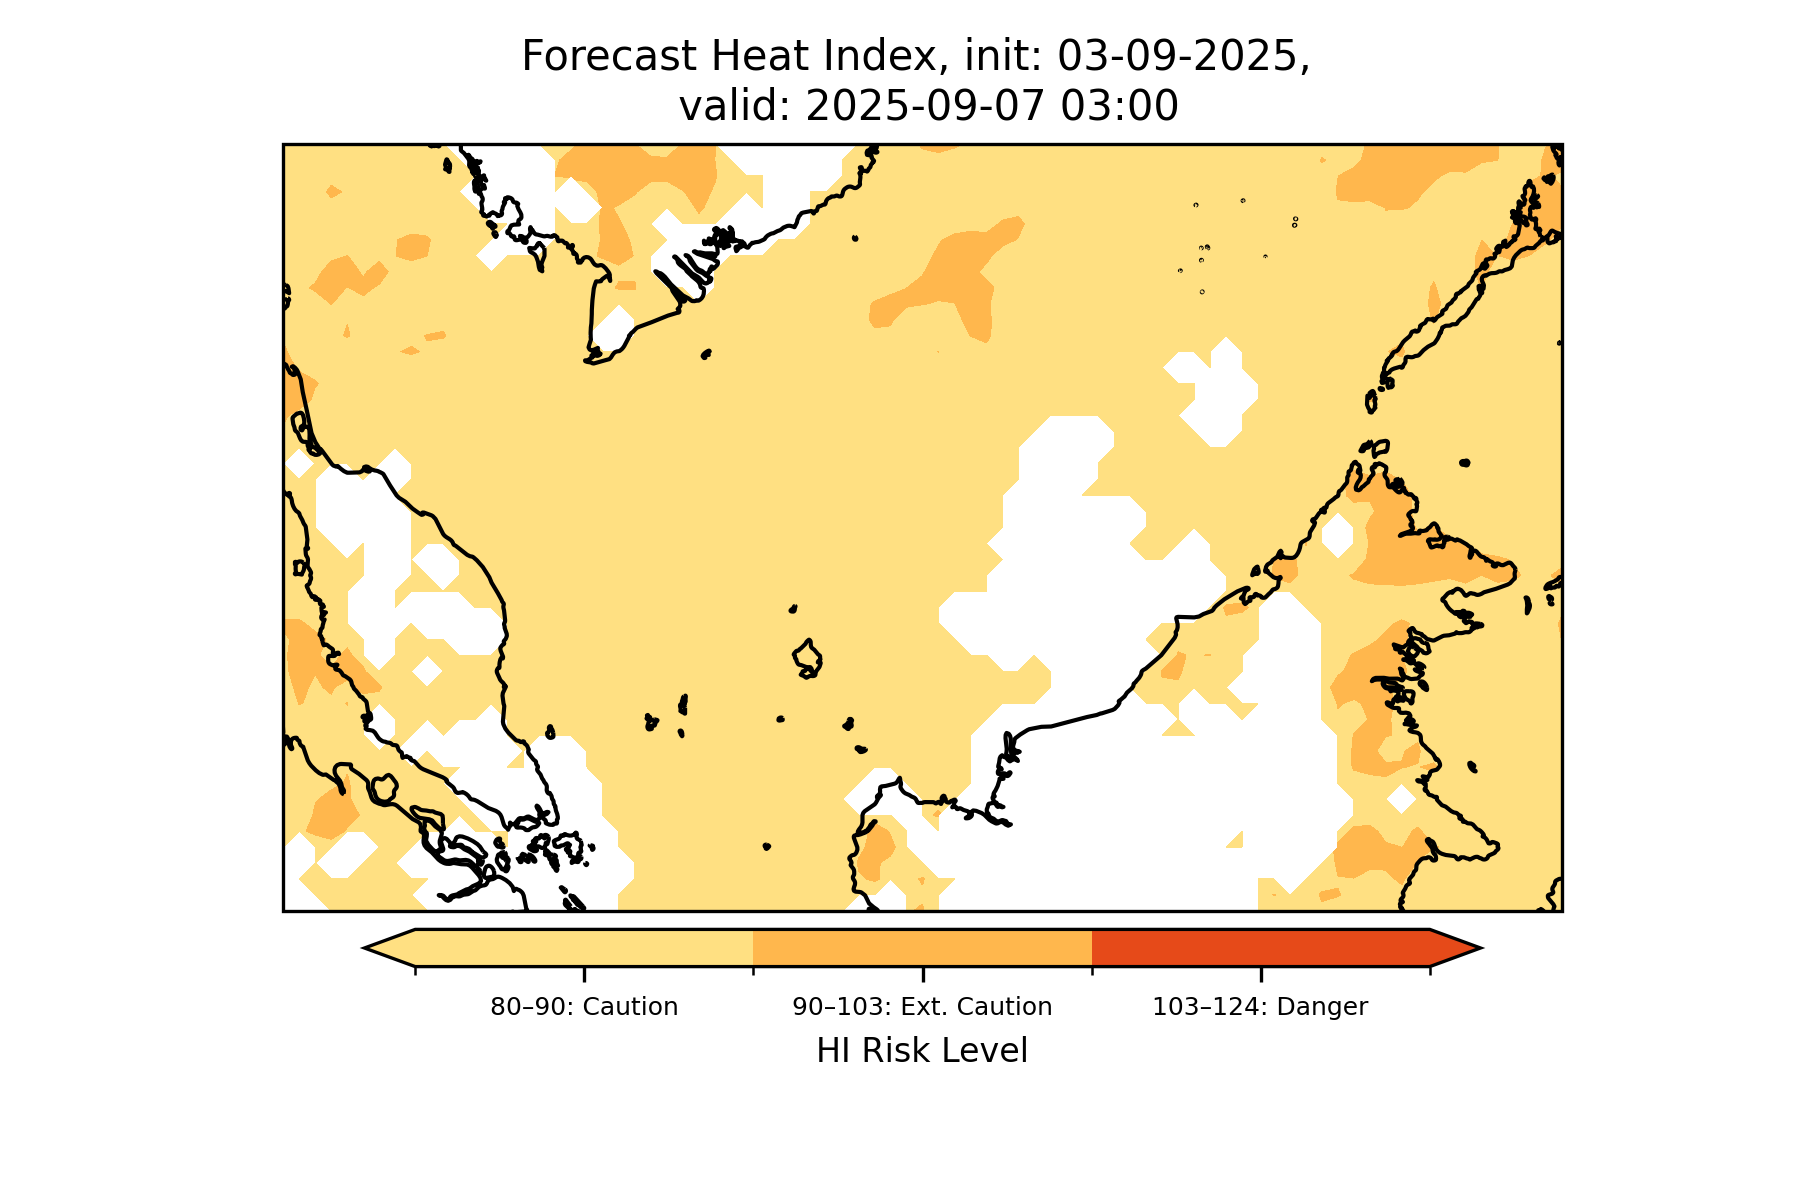 Forecast Heat Index, init: 03-09-2025,
valid: 2025-09-07 03:00
80–90: Caution
90–103: Ext. Caution
103–124: Danger
HI Risk Level